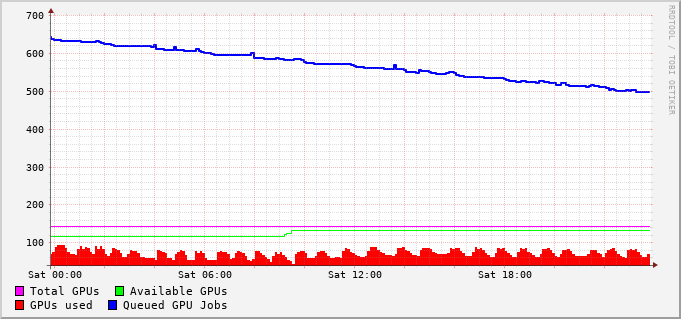 700
600
500
400
300
200
100
Sat 00:00 Sat 06:00 Sat 12:00 Sat 18:00
Total GPUs Available GPUs
GPUs used Queued GPU Jobs
RRDTOOL / TOBI OETIKER